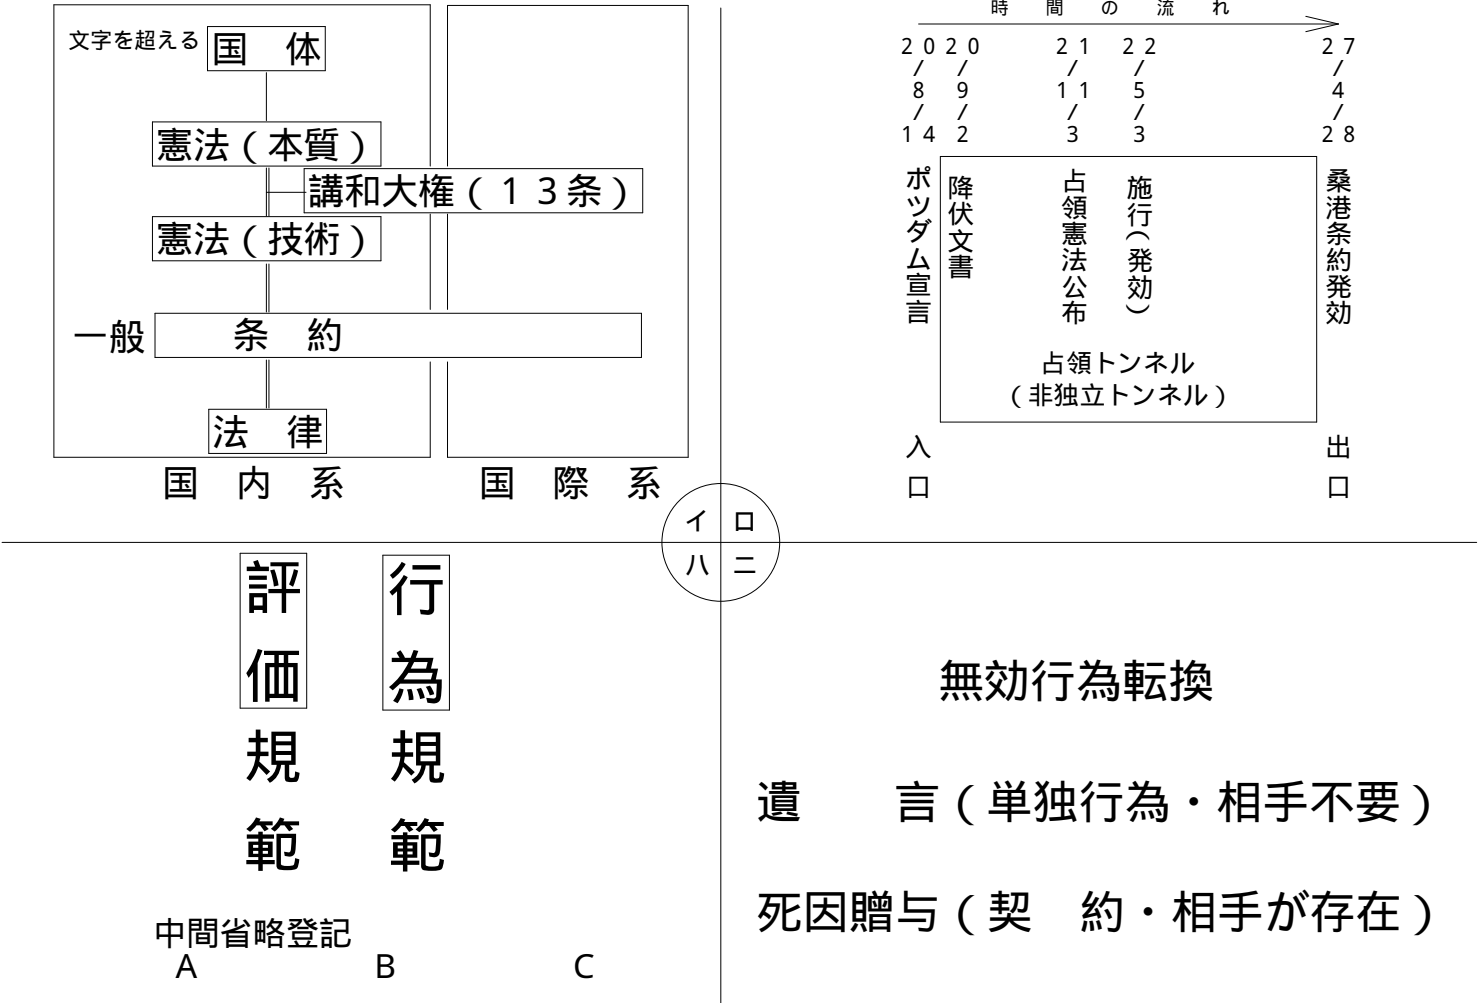 文字を超える
国　体
憲法（本質）
講和大権（１３条）
憲法（技術）
一般
条　約
法　律
国　内　系
国　際　系
時　間　の　流　れ
２０/８/１４
２０/９/２
２１/１１/３
２２/５/３
２７/４/２８
ポツダム宣言
降伏文書
占領憲法公布
施行（発効）
桑港条約発効
占領トンネル
（非独立トンネル）
入口
出口
イ
ロ
ハ
ニ
評価規範
行為規範
中間省略登記
A　B　C
無効行為転換
遺　　言（単独行為・相手不要）
死因贈与（契　約・相手が存在）